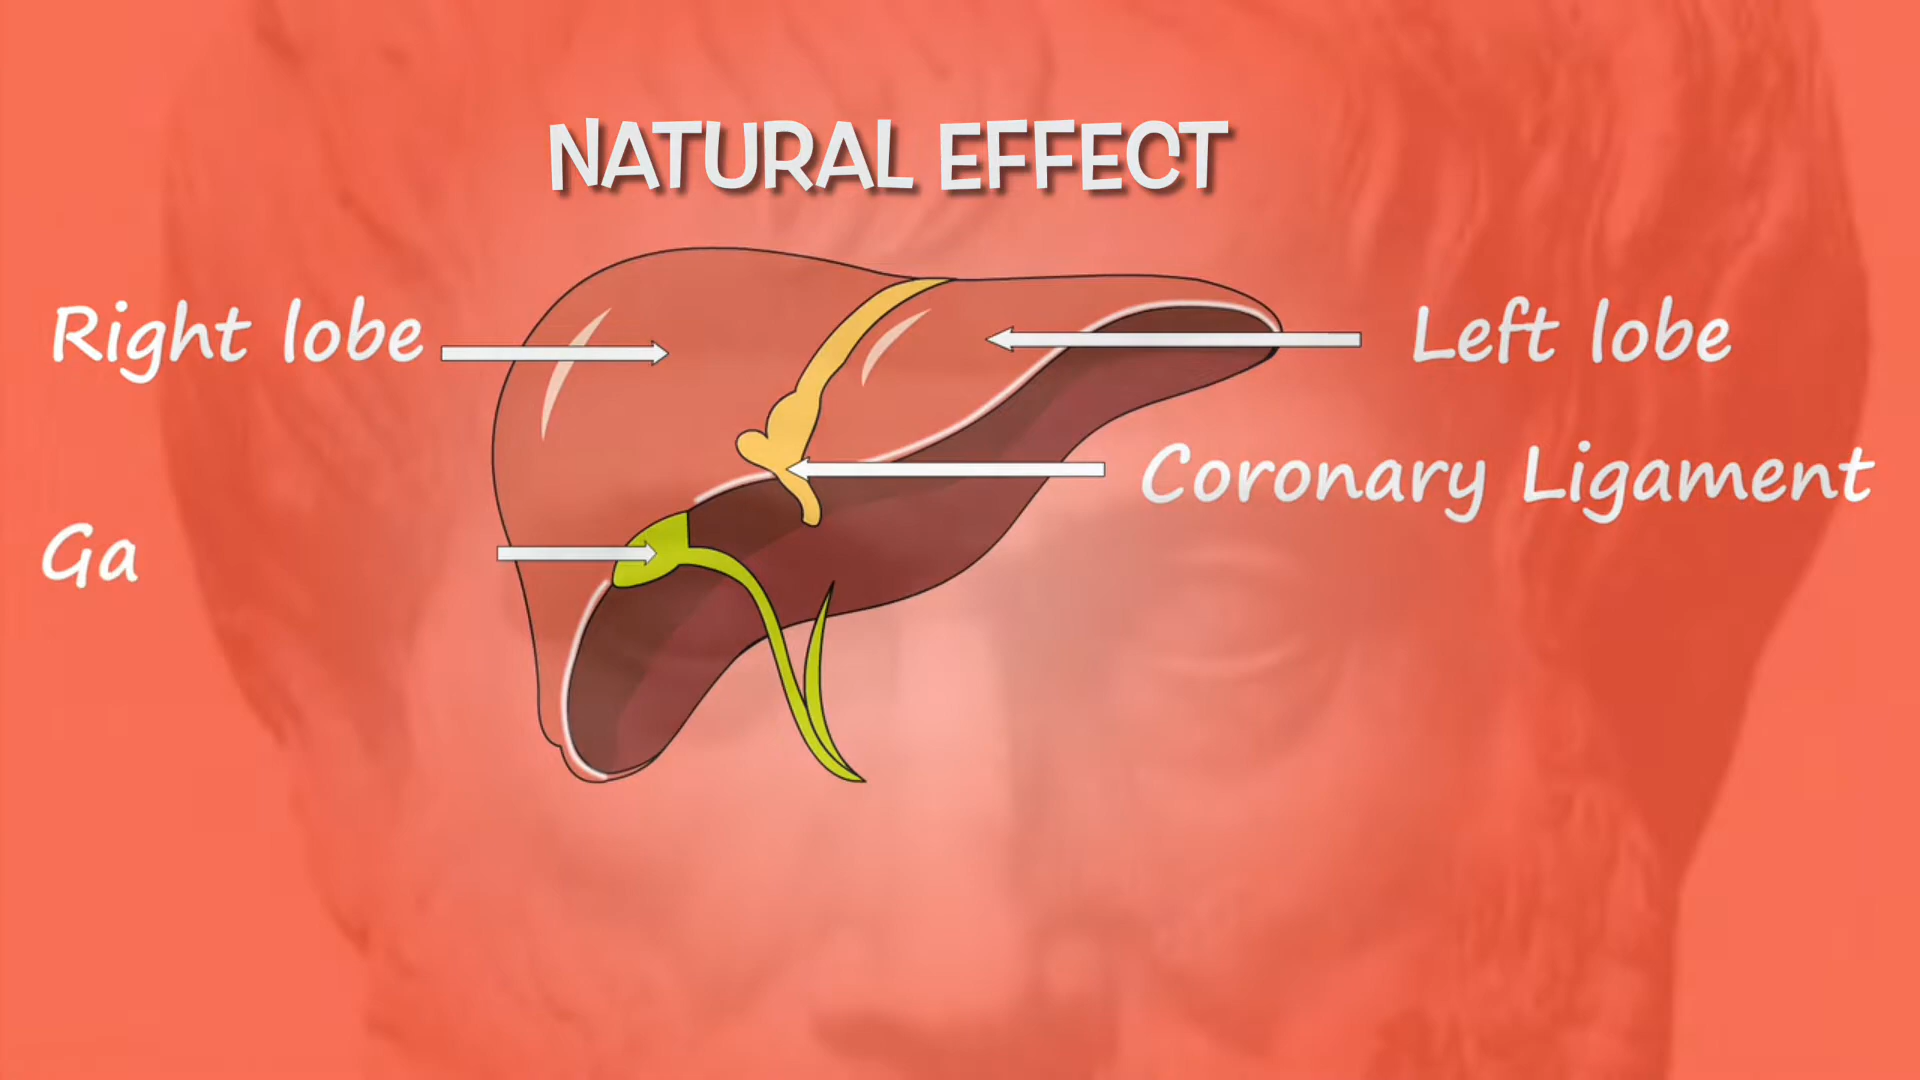 NATURAL EFFECT
Right lobe
Left lobe
Coronary Ligament
Ga